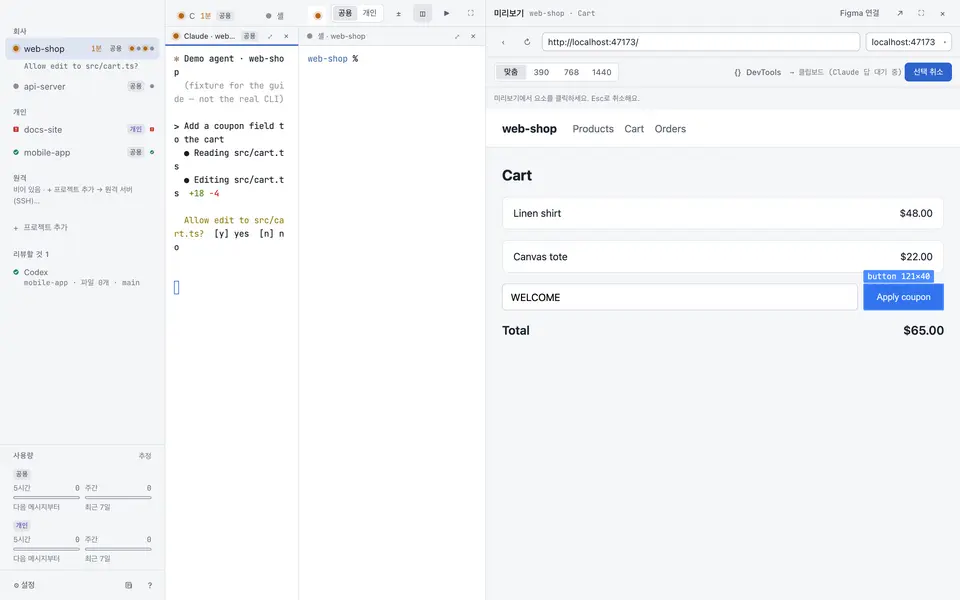 회사
web-shop 1분 공용
Allow edit to src/cart.ts?
api-server 공용
개인
docs-site 개인
mobile-app 공용
원격
비어 있음 · + 프로젝트 추가 → 원격 서버
(SSH)...
+ 프로젝트 추가
리뷰할 것 1
Codex
mobile-app · 파일 0개 · main
사용량 추정
공용
5시간 0 주간 0
다음 메시지부터 최근 7일
개인
5시간 0 주간 0
다음 메시지부터 최근 7일
설정 ?
C 1분 공용 셸
공용 개인
Claude · web... 공용
셸 · web-shop
✻ Demo agent · web-sho
p
(fixture for the gui
de — not the real CLI)
> Add a coupon field t
o the cart
● Reading src/cart.t
s
● Editing src/cart.t
s +18 -4
Allow edit to src/ca
rt.ts? [y] yes [n] n
o
web-shop %
미리보기 web-shop · Cart Figma 연결
http://localhost:47173/ localhost:47173
맞춤 390 768 1440 {} DevTools → 클립보드 (Claude 답 대기 중) 선택 취소
미리보기에서 요소를 클릭하세요. Esc로 취소해요.
web-shop Products Cart Orders
Cart
Linen shirt $48.00
Canvas tote $22.00
button 121×40
WELCOME Apply coupon
Total $65.00